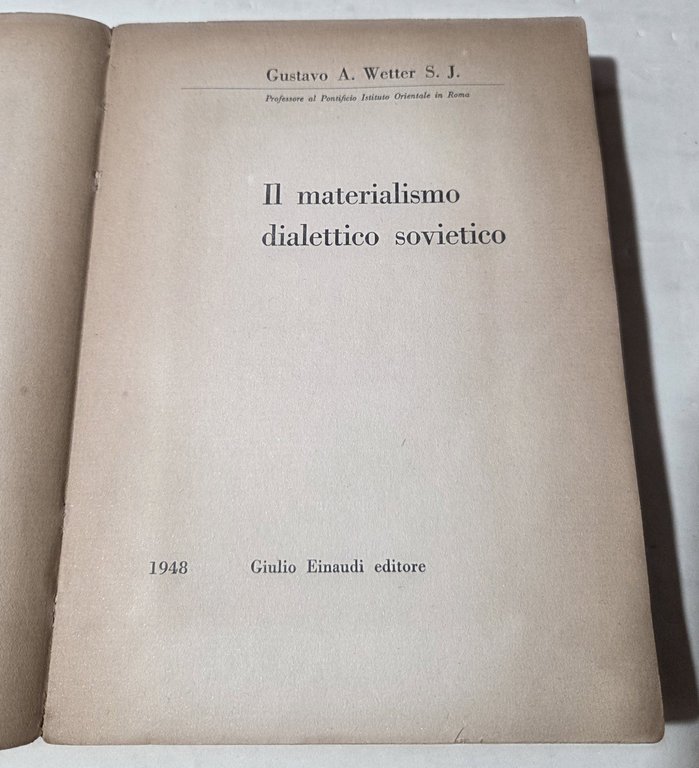 Gustavo A. Wetter S. J.
Professore al Pontificio Istituto Orientale in Roma
Il materialismo
dialettico sovietico
1948 Giulio Einaudi editore